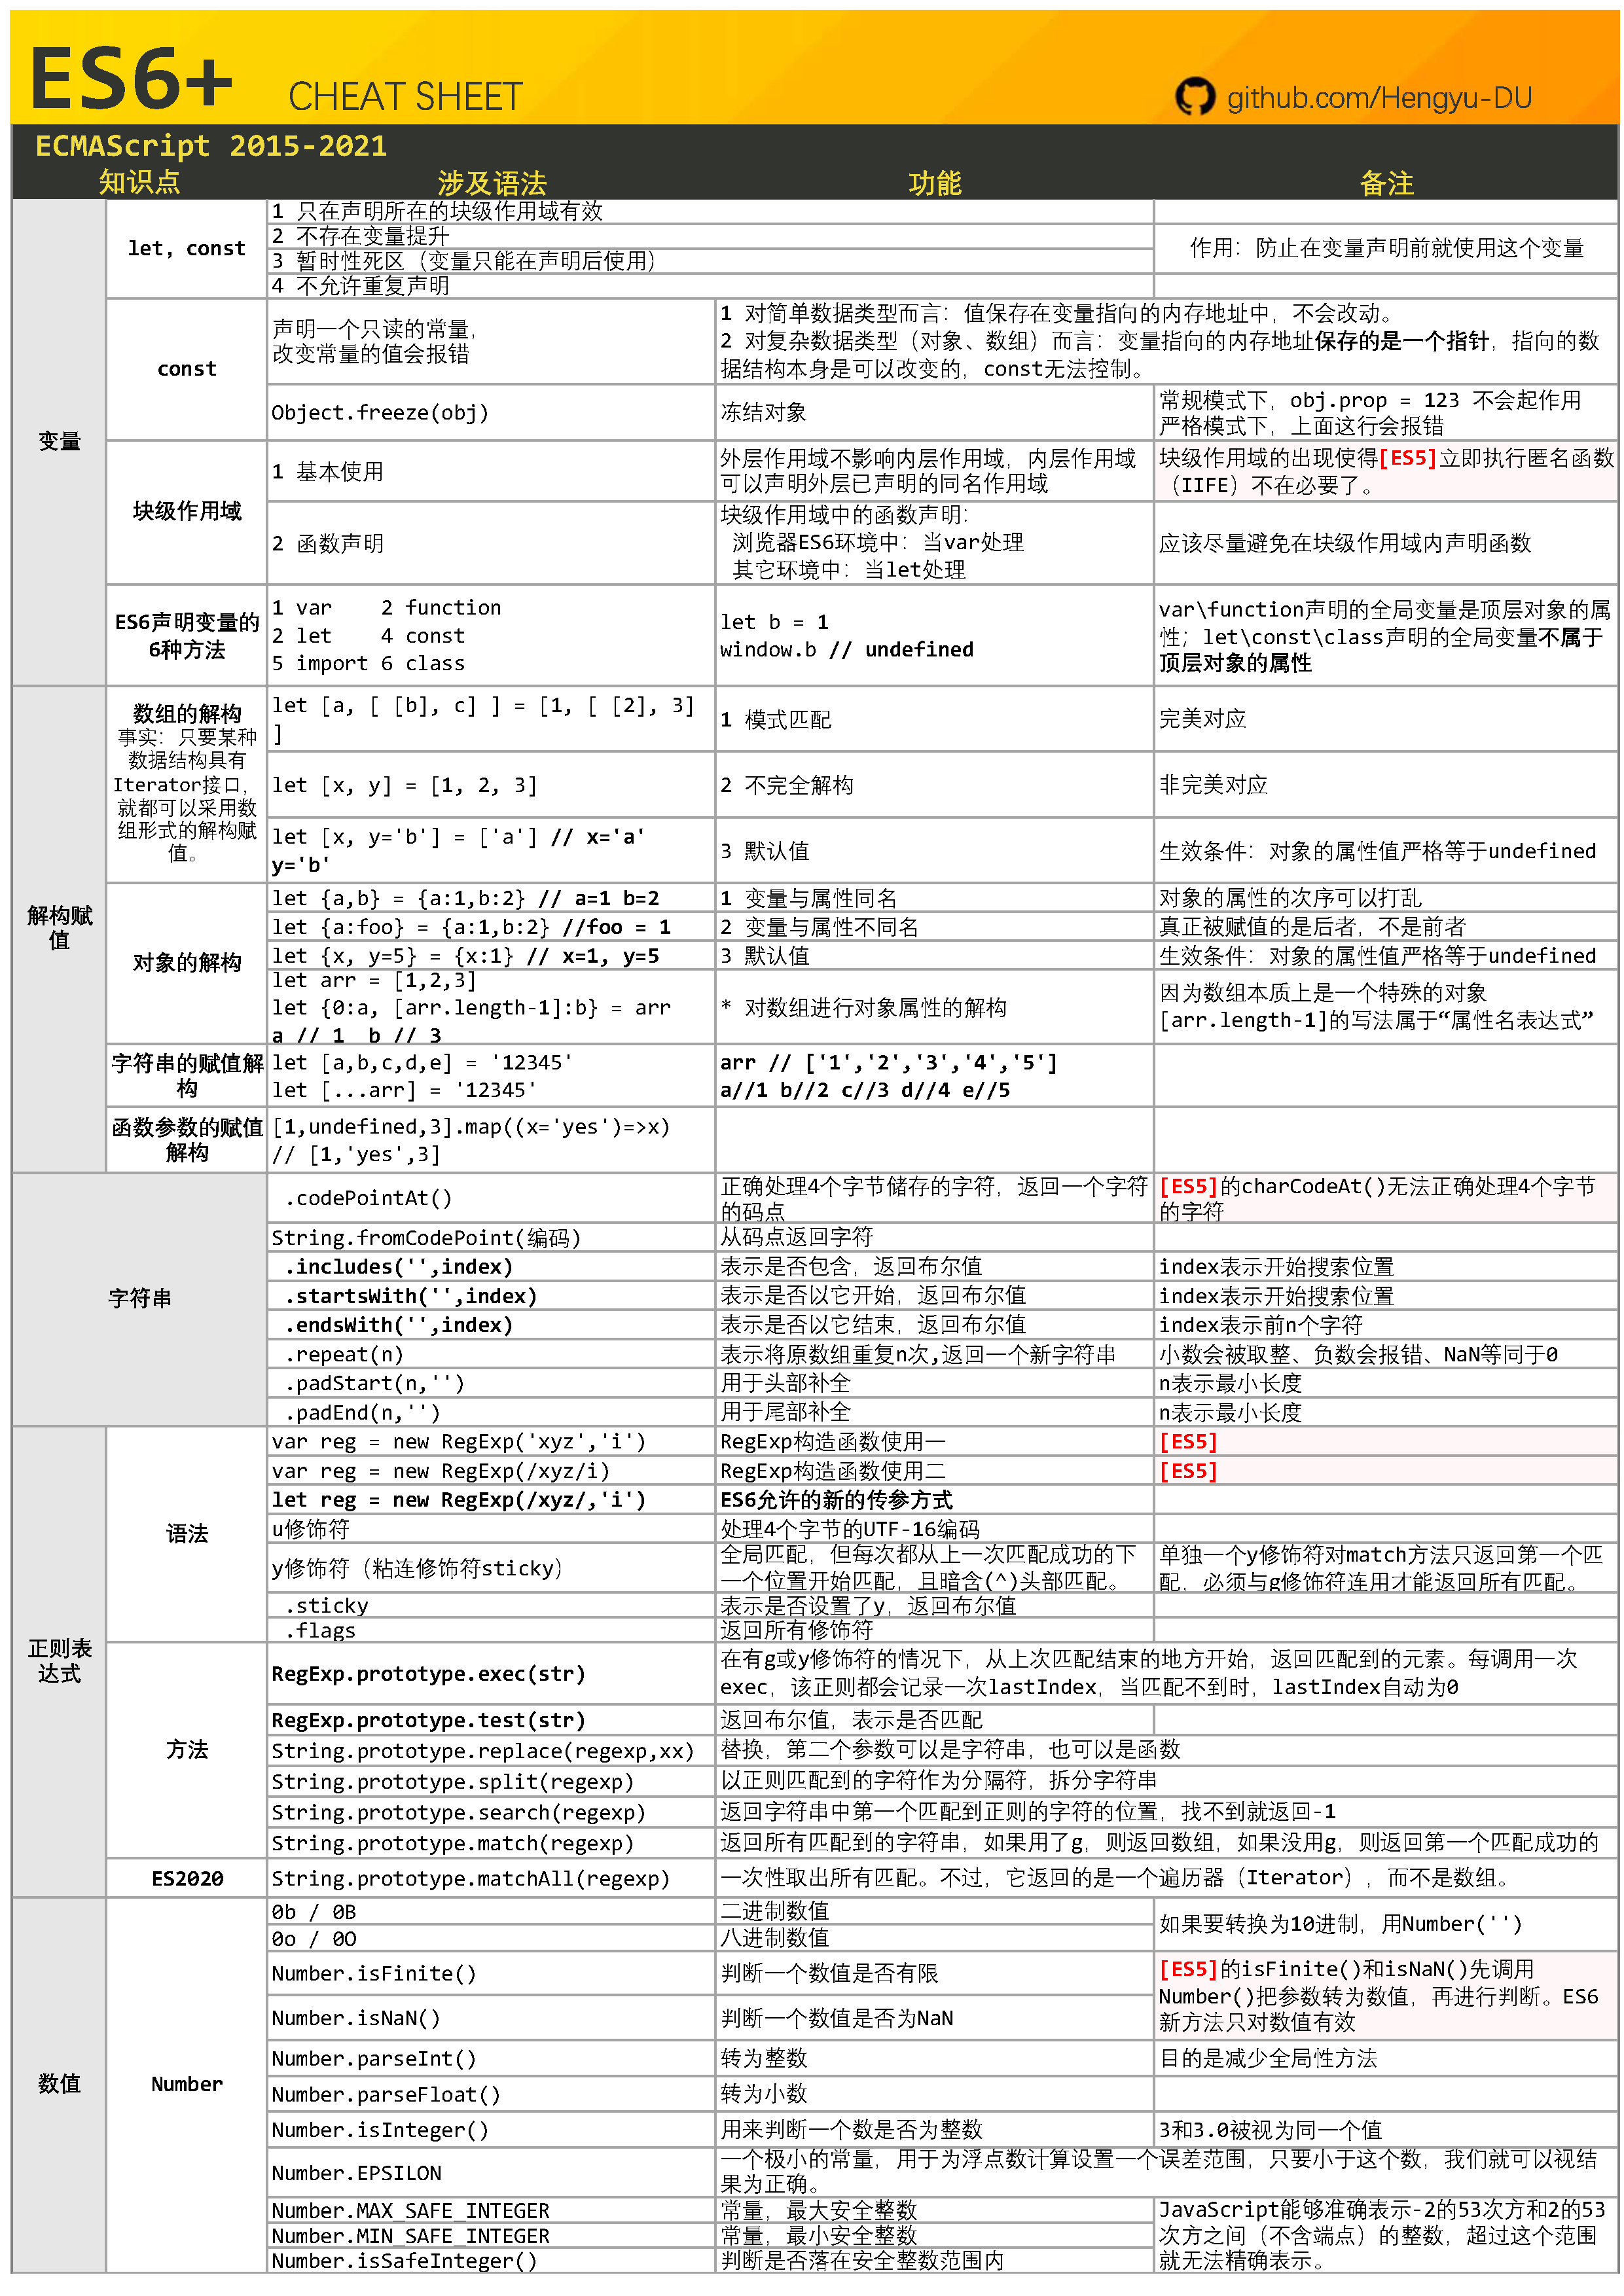 ES6+ CHEAT SHEET
github.com/Hengyu-DU
ECMAScript 2015-2021
知识点 涉及语法 功能 备注
变量
let, const
1 只在声明所在的块级作用域有效
2 不存在变量提升
3 暂时性死区（变量只能在声明后使用）
4 不允许重复声明
作用：防止在变量声明前就使用这个变量
const
声明一个只读的常量，
改变常量的值会报错
1 对简单数据类型而言：值保存在变量指向的内存地址中，不会改动。
2 对复杂数据类型（对象、数组）而言：变量指向的内存地址保存的是一个指针，指向的数
据结构本身是可以改变的，const无法控制。
Object.freeze(obj)
冻结对象
常规模式下，obj.prop = 123 不会起作用
严格模式下，上面这行会报错
块级作用域
1 基本使用
外层作用域不影响内层作用域，内层作用域
可以声明外层已声明的同名作用域
块级作用域的出现使得[ES5]立即执行匿名函数
（IIFE）不在必要了。
2 函数声明
块级作用域中的函数声明：
浏览器ES6环境中：当var处理
其它环境中：当let处理
应该尽量避免在块级作用域内声明函数
ES6声明变量的
6种方法
1 var 2 function
2 let 4 const
5 import 6 class
let b = 1
window.b // undefined
var\function声明的全局变量是顶层对象的属
性；let\const\class声明的全局变量不属于
顶层对象的属性
解构赋
值
数组的解构
事实：只要某种
数据结构具有
Iterator接口，
就都可以采用数
组形式的解构赋
值。
let [a, [ [b], c] ] = [1, [ [2], 3]
]
1 模式匹配
完美对应
let [x, y] = [1, 2, 3]
2 不完全解构
非完美对应
let [x, y='b'] = ['a'] // x='a'
y='b'
3 默认值
生效条件：对象的属性值严格等于undefined
对象的解构
let {a,b} = {a:1,b:2} // a=1 b=2
1 变量与属性同名
对象的属性的次序可以打乱
let {a:foo} = {a:1,b:2} //foo = 1
2 变量与属性不同名
真正被赋值的是后者，不是前者
let {x, y=5} = {x:1} // x=1, y=5
3 默认值
生效条件：对象的属性值严格等于undefined
let arr = [1,2,3]
let {0:a, [arr.length-1]:b} = arr
a // 1 b // 3
* 对数组进行对象属性的解构
因为数组本质上是一个特殊的对象
[arr.length-1]的写法属于“属性名表达式”
字符串的赋值解
构
let [a,b,c,d,e] = '12345'
let [...arr] = '12345'
arr // ['1','2','3','4','5']
a//1 b//2 c//3 d//4 e//5
函数参数的赋值
解构
[1,undefined,3].map((x='yes')=>x)
// [1,'yes',3]
字符串
.codePointAt()
正确处理4个字节储存的字符，返回一个字符
的码点
[ES5]的charCodeAt()无法正确处理4个字节
的字符
String.fromCodePoint(编码)
从码点返回字符
.includes('',index)
表示是否包含，返回布尔值
index表示开始搜索位置
.startsWith('',index)
表示是否以它开始，返回布尔值
index表示开始搜索位置
.endsWith('',index)
表示是否以它结束，返回布尔值
index表示前n个字符
.repeat(n)
表示将原数组重复n次,返回一个新字符串
小数会被取整、负数会报错、NaN等同于0
.padStart(n,'')
用于头部补全
n表示最小长度
.padEnd(n,'')
用于尾部补全
n表示最小长度
正则表
达式
语法
var reg = new RegExp('xyz','i')
RegExp构造函数使用一
[ES5]
var reg = new RegExp(/xyz/i)
RegExp构造函数使用二
[ES5]
let reg = new RegExp(/xyz/,'i')
ES6允许的新的传参方式
u修饰符
处理4个字节的UTF-16编码
y修饰符（粘连修饰符sticky）
全局匹配，但每次都从上一次匹配成功的下
一个位置开始匹配，且暗含(^)头部匹配。
单独一个y修饰符对match方法只返回第一个匹
配，必须与g修饰符连用才能返回所有匹配。
.sticky
表示是否设置了y，返回布尔值
.flags
返回所有修饰符
方法
RegExp.prototype.exec(str)
在有g或y修饰符的情况下，从上次匹配结束的地方开始，返回匹配到的元素。每调用一次
exec，该正则都会记录一次lastIndex，当匹配不到时，lastIndex自动为0
RegExp.prototype.test(str)
返回布尔值，表示是否匹配
String.prototype.replace(regexp,xx)
替换，第二个参数可以是字符串，也可以是函数
String.prototype.split(regexp)
以正则匹配到的字符作为分隔符，拆分字符串
String.prototype.search(regexp)
返回字符串中第一个匹配到正则的字符的位置，找不到就返回-1
String.prototype.match(regexp)
返回所有匹配到的字符串，如果用了g，则返回数组，如果没用g，则返回第一个匹配成功的
ES2020
String.prototype.matchAll(regexp)
一次性取出所有匹配。不过，它返回的是一个遍历器（Iterator），而不是数组。
数值
Number
0b / 0B
二进制数值
0o / 0O
八进制数值
如果要转换为10进制，用Number('')
Number.isFinite()
判断一个数值是否有限
Number.isNaN()
判断一个数值是否为NaN
[ES5]的isFinite()和isNaN()先调用
Number()把参数转为数值，再进行判断。ES6
新方法只对数值有效
Number.parseInt()
转为整数
目的是减少全局性方法
Number.parseFloat()
转为小数
Number.isInteger()
用来判断一个数是否为整数
3和3.0被视为同一个值
Number.EPSILON
一个极小的常量，用于为浮点数计算设置一个误差范围，只要小于这个数，我们就可以视结
果为正确。
Number.MAX_SAFE_INTEGER
常量，最大安全整数
Number.MIN_SAFE_INTEGER
常量，最小安全整数
Number.isSafeInteger()
判断是否落在安全整数范围内
JavaScript能够准确表示-2的53次方和2的53
次方之间（不含端点）的整数，超过这个范围
就无法精确表示。